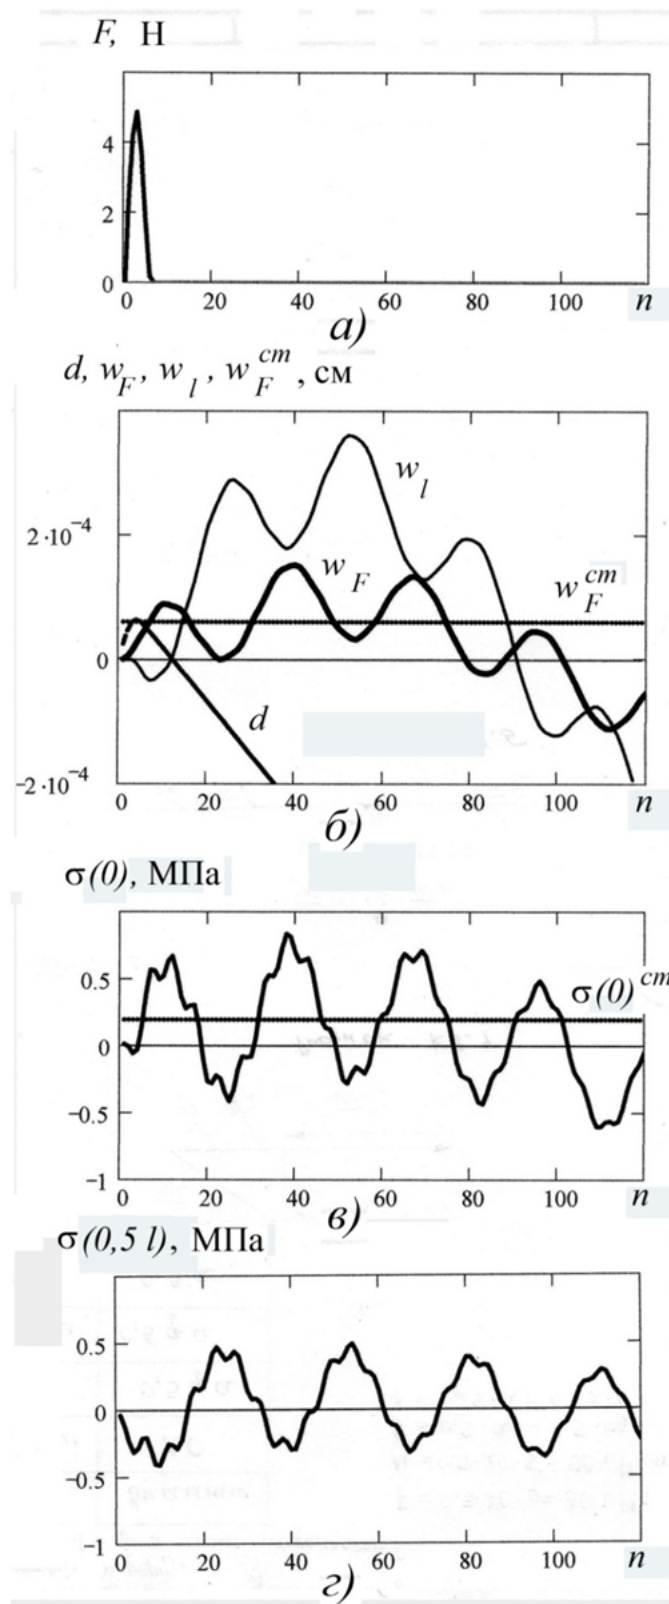 F, Н
4
2
0
0 20 40 60 80 100 n
а)
d, w_F, w_l, w_F^{ст}, см
w_l
2·10⁻⁴
w_F w_F^{ст}
0
d
−2·10⁻⁴
0 20 40 60 80 100 n
б)
σ(0), МПа
0.5
σ(0)^{ст}
0
−0.5
−1
0 20 40 60 80 100 n
в)
σ(0,5 l), МПа
0.5
0
−0.5
−1
0 20 40 60 80 100 n
г)